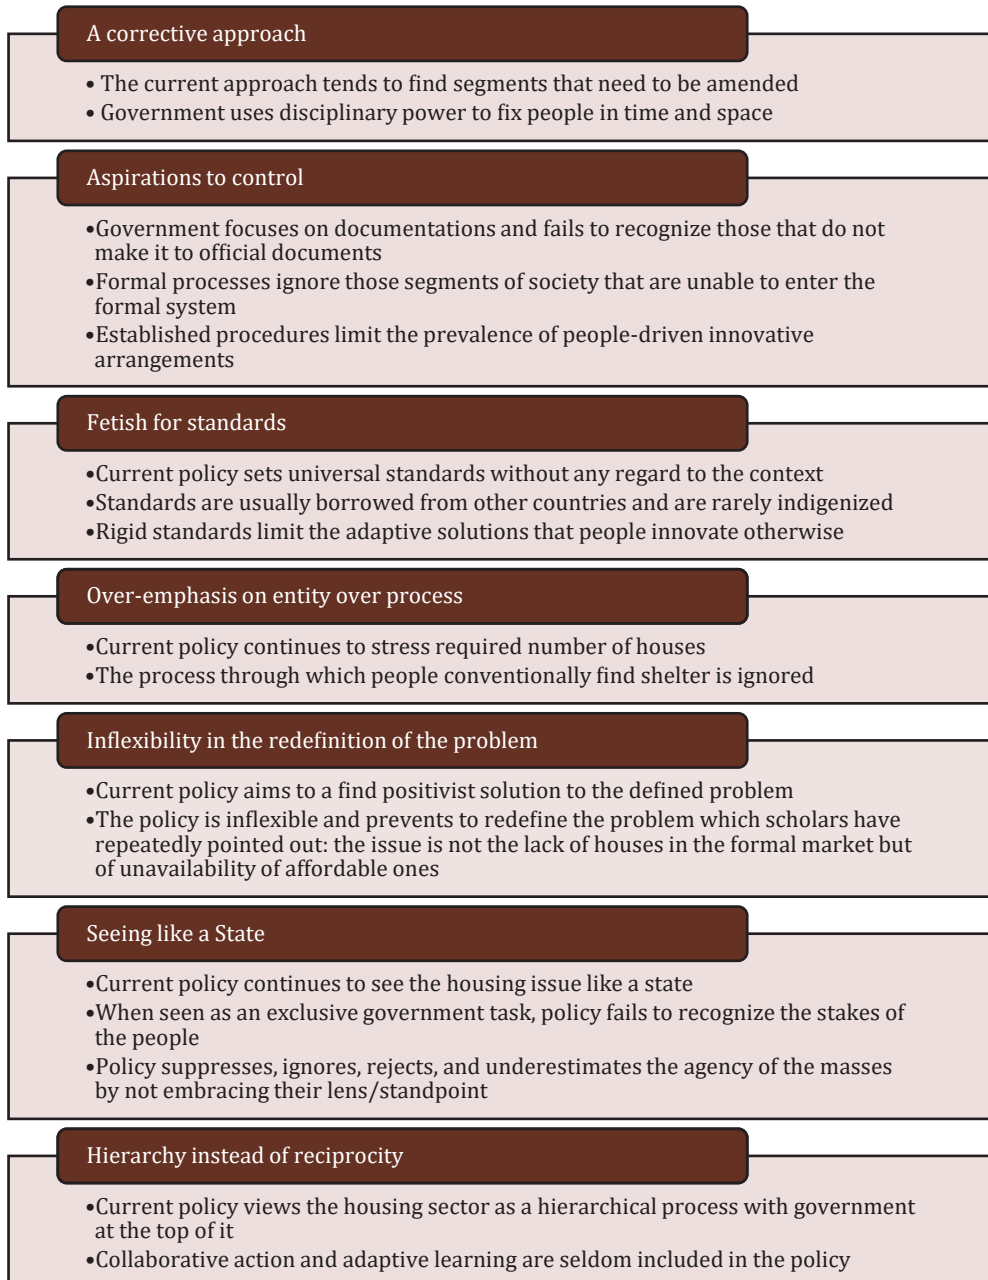 A corrective approach
• The current approach tends to find segments that need to be amended
• Government uses disciplinary power to fix people in time and space
Aspirations to control
•Government focuses on documentations and fails to recognize those that do not
make it to official documents
•Formal processes ignore those segments of society that are unable to enter the
formal system
•Established procedures limit the prevalence of people-driven innovative
arrangements
Fetish for standards
•Current policy sets universal standards without any regard to the context
•Standards are usually borrowed from other countries and are rarely indigenized
•Rigid standards limit the adaptive solutions that people innovate otherwise
Over-emphasis on entity over process
•Current policy continues to stress required number of houses
•The process through which people conventionally find shelter is ignored
Inflexibility in the redefinition of the problem
•Current policy aims to a find positivist solution to the defined problem
•The policy is inflexible and prevents to redefine the problem which scholars have
repeatedly pointed out: the issue is not the lack of houses in the formal market but
of unavailability of affordable ones
Seeing like a State
•Current policy continues to see the housing issue like a state
•When seen as an exclusive government task, policy fails to recognize the stakes of
the people
•Policy suppresses, ignores, rejects, and underestimates the agency of the masses
by not embracing their lens/standpoint
Hierarchy instead of reciprocity
•Current policy views the housing sector as a hierarchical process with government
at the top of it
•Collaborative action and adaptive learning are seldom included in the policy